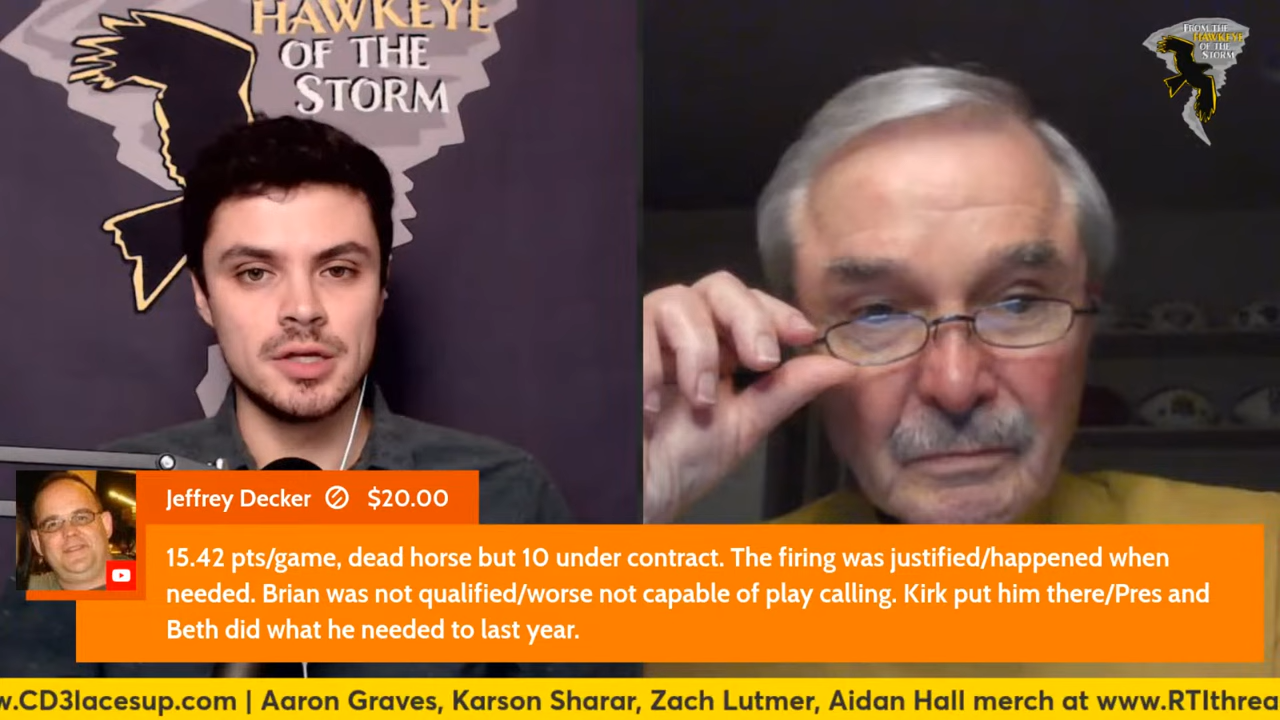 HAWKEYE
OF THE
STORM
FROM THE
HAWKEYE
OF THE
STORM
Jeffrey Decker $20.00
15.42 pts/game, dead horse but 10 under contract. The firing was justified/happened when
needed. Brian was not qualified/worse not capable of play calling. Kirk put him there/Pres and
Beth did what he needed to last year.
w.CD3lacesup.com | Aaron Graves, Karson Sharar, Zach Lutmer, Aidan Hall merch at www.RTIthrea